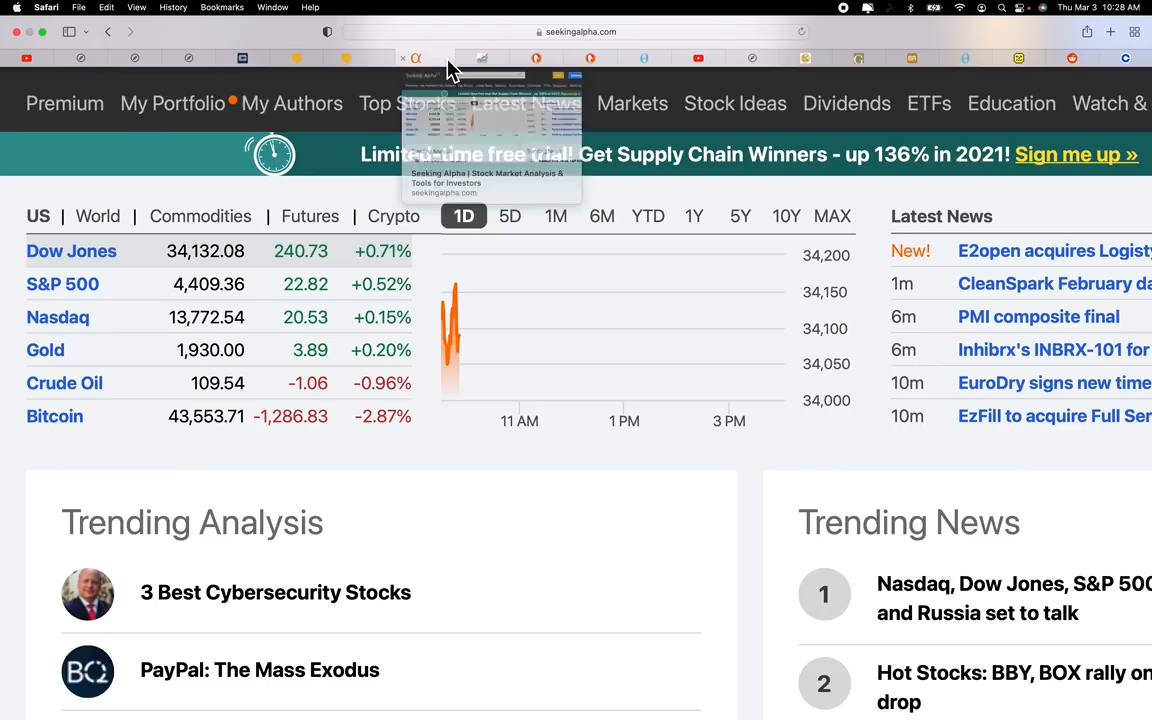 Safari File Edit View History Bookmarks Window Help Thu Mar 3 10:28 AM
seekingalpha.com
Premium My Portfolio My Authors Top Stocks Latest News Markets Stock Ideas Dividends ETFs Education Watch &
Limited-time free trial! Get Supply Chain Winners - up 136% in 2021! Sign me up »
Seeking Alpha | Stock Market Analysis &
Tools for Investors
seekingalpha.com
US | World | Commodities | Futures | Crypto
1D 5D 1M 6M YTD 1Y 5Y 10Y MAX
Dow Jones 34,132.08 240.73 +0.71%
S&P 500 4,409.36 22.82 +0.52%
Nasdaq 13,772.54 20.53 +0.15%
Gold 1,930.00 3.89 +0.20%
Crude Oil 109.54 -1.06 -0.96%
Bitcoin 43,553.71 -1,286.83 -2.87%
34,200
34,150
34,100
34,050
34,000
11 AM 1 PM 3 PM
Latest News
New! E2open acquires Logisty
1m CleanSpark February da
6m PMI composite final
6m Inhibrx's INBRX-101 for
10m EuroDry signs new time
10m EzFill to acquire Full Ser
Trending Analysis
3 Best Cybersecurity Stocks
BQ PayPal: The Mass Exodus
Trending News
1 Nasdaq, Dow Jones, S&P 500
and Russia set to talk
2 Hot Stocks: BBY, BOX rally on
drop